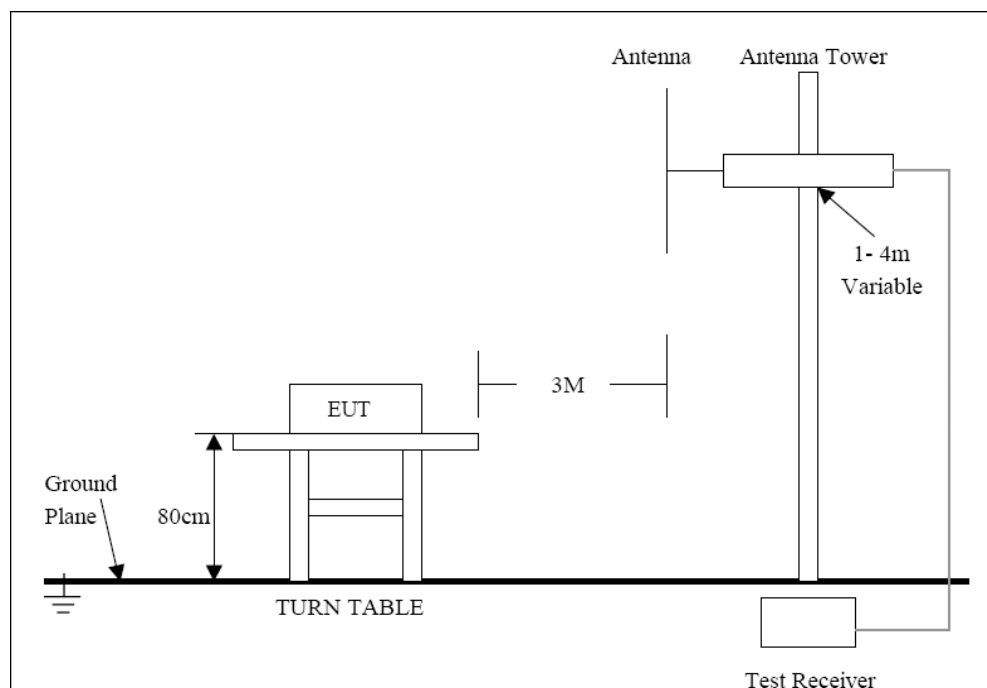 Antenna
Antenna Tower
1- 4m
Variable
3M
EUT
Ground
Plane
80cm
TURN TABLE
Test Receiver